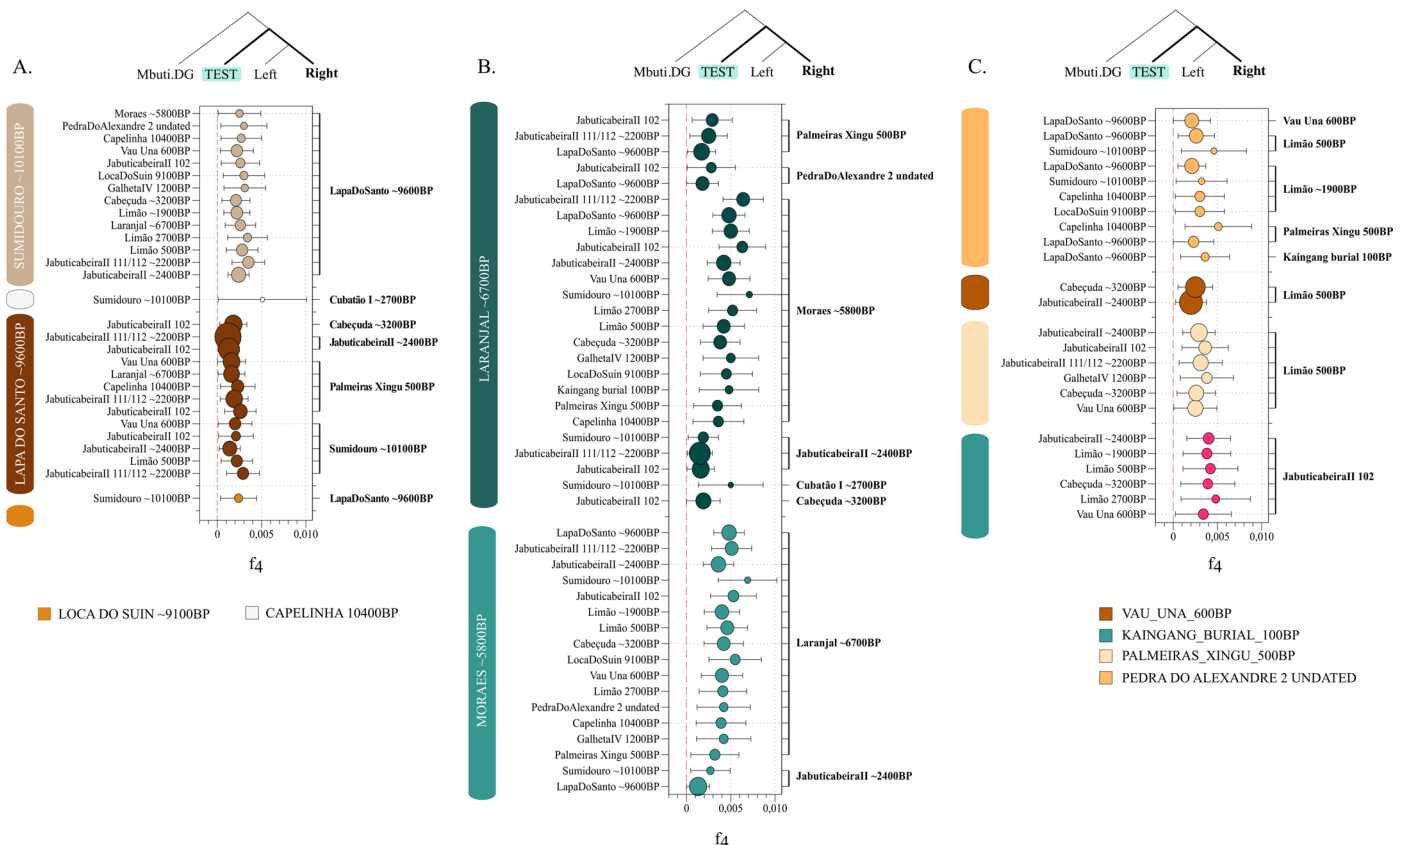 A.
Mbuti.DG TEST Left Right
SUMIDOURO ~10100BP
Moraes ~5800BP
PedraDoAlexandre 2 undated
Capelinha 10400BP
Vau Una 600BP
JabuticabeiraII 102
LocaDoSuin 9100BP
GalhetaIV 1200BP
Cabeçuda ~3200BP
Limão ~1900BP
Laranjal ~6700BP
Limão 2700BP
Limão 500BP
JabuticabeiraII 111/112 ~2200BP
JabuticabeiraII ~2400BP
LapaDoSanto ~9600BP
Sumidouro ~10100BP
Cubatão I ~2700BP
LAPA DO SANTO ~9600BP
JabuticabeiraII 102
Cabeçuda ~3200BP
JabuticabeiraII 111/112 ~2200BP
JabuticabeiraII 102
JabuticabeiraII ~2400BP
Vau Una 600BP
Laranjal ~6700BP
Capelinha 10400BP
JabuticabeiraII 111/112 ~2200BP
JabuticabeiraII 102
Palmeiras Xingu 500BP
Vau Una 600BP
JabuticabeiraII 102
JabuticabeiraII ~2400BP
Limão 500BP
JabuticabeiraII 111/112 ~2200BP
Sumidouro ~10100BP
Sumidouro ~10100BP
LapaDoSanto ~9600BP
0 0,005 0,010
f4
LOCA DO SUIN ~9100BP
CAPELINHA 10400BP
B.
Mbuti.DG TEST Left Right
LARANJAL ~6700BP
JabuticabeiraII 102
JabuticabeiraII 111/112 ~2200BP
LapaDoSanto ~9600BP
Palmeiras Xingu 500BP
JabuticabeiraII 102
LapaDoSanto ~9600BP
PedraDoAlexandre 2 undated
JabuticabeiraII 111/112 ~2200BP
LapaDoSanto ~9600BP
Limão ~1900BP
JabuticabeiraII 102
JabuticabeiraII ~2400BP
Vau Una 600BP
Sumidouro ~10100BP
Limão 2700BP
Limão 500BP
Cabeçuda ~3200BP
GalhetaIV 1200BP
LocaDoSuin 9100BP
Kaingang burial 100BP
Palmeiras Xingu 500BP
Capelinha 10400BP
Moraes ~5800BP
Sumidouro ~10100BP
JabuticabeiraII 111/112 ~2200BP
JabuticabeiraII 102
JabuticabeiraII ~2400BP
Sumidouro ~10100BP
Cubatão I ~2700BP
JabuticabeiraII 102
Cabeçuda ~3200BP
MORAES ~5800BP
LapaDoSanto ~9600BP
JabuticabeiraII 111/112 ~2200BP
JabuticabeiraII ~2400BP
Sumidouro ~10100BP
JabuticabeiraII 102
Limão ~1900BP
Limão 500BP
Cabeçuda ~3200BP
LocaDoSuin 9100BP
Vau Una 600BP
Limão 2700BP
PedraDoAlexandre 2 undated
Capelinha 10400BP
GalhetaIV 1200BP
Palmeiras Xingu 500BP
Laranjal ~6700BP
Sumidouro ~10100BP
LapaDoSanto ~9600BP
JabuticabeiraII ~2400BP
0 0,005 0,010
f4
C.
Mbuti.DG TEST Left Right
LapaDoSanto ~9600BP
Vau Una 600BP
LapaDoSanto ~9600BP
Sumidouro ~10100BP
Limão 500BP
LapaDoSanto ~9600BP
Sumidouro ~10100BP
Capelinha 10400BP
LocaDoSuin 9100BP
Limão ~1900BP
Capelinha 10400BP
LapaDoSanto ~9600BP
Palmeiras Xingu 500BP
LapaDoSanto ~9600BP
Kaingang burial 100BP
Cabeçuda ~3200BP
JabuticabeiraII ~2400BP
Limão 500BP
JabuticabeiraII ~2400BP
JabuticabeiraII 102
JabuticabeiraII 111/112 ~2200BP
GalhetaIV 1200BP
Cabeçuda ~3200BP
Vau Una 600BP
Limão 500BP
JabuticabeiraII ~2400BP
Limão ~1900BP
Limão 500BP
Cabeçuda ~3200BP
Limão 2700BP
Vau Una 600BP
JabuticabeiraII 102
0 0,005 0,010
f4
VAU_UNA_600BP
KAINGANG_BURIAL_100BP
PALMEIRAS_XINGU_500BP
PEDRA DO ALEXANDRE 2 UNDATED